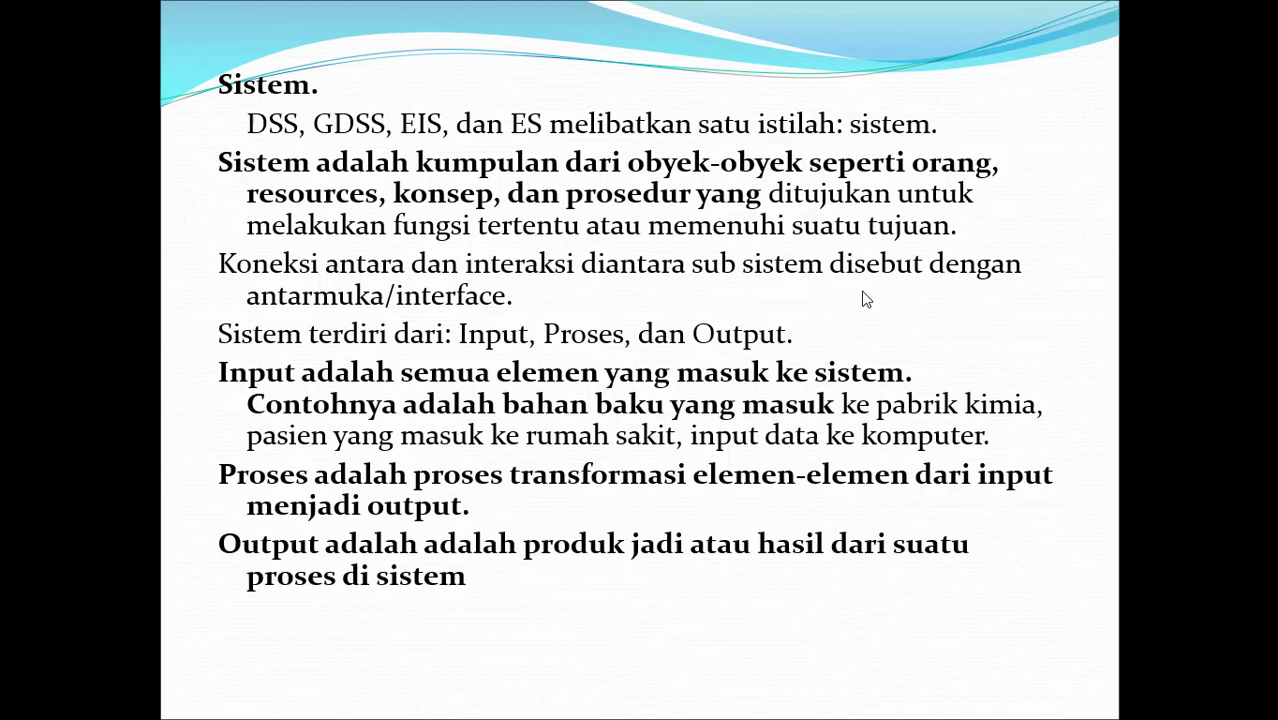 Sistem.
DSS, GDSS, EIS, dan ES melibatkan satu istilah: sistem.
Sistem adalah kumpulan dari obyek-obyek seperti orang,
resources, konsep, dan prosedur yang ditujukan untuk
melakukan fungsi tertentu atau memenuhi suatu tujuan.
Koneksi antara dan interaksi diantara sub sistem disebut dengan
antarmuka/interface.
Sistem terdiri dari: Input, Proses, dan Output.
Input adalah semua elemen yang masuk ke sistem.
Contohnya adalah bahan baku yang masuk ke pabrik kimia,
pasien yang masuk ke rumah sakit, input data ke komputer.
Proses adalah proses transformasi elemen-elemen dari input
menjadi output.
Output adalah adalah produk jadi atau hasil dari suatu
proses di sistem